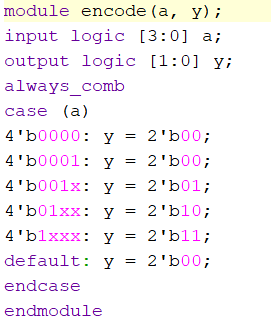 module encode(a, y);
input logic [3:0] a;
output logic [1:0] y;
always_comb
case (a)
4'b0000: y = 2'b00;
4'b0001: y = 2'b00;
4'b001x: y = 2'b01;
4'b01xx: y = 2'b10;
4'b1xxx: y = 2'b11;
default: y = 2'b00;
endcase
endmodule